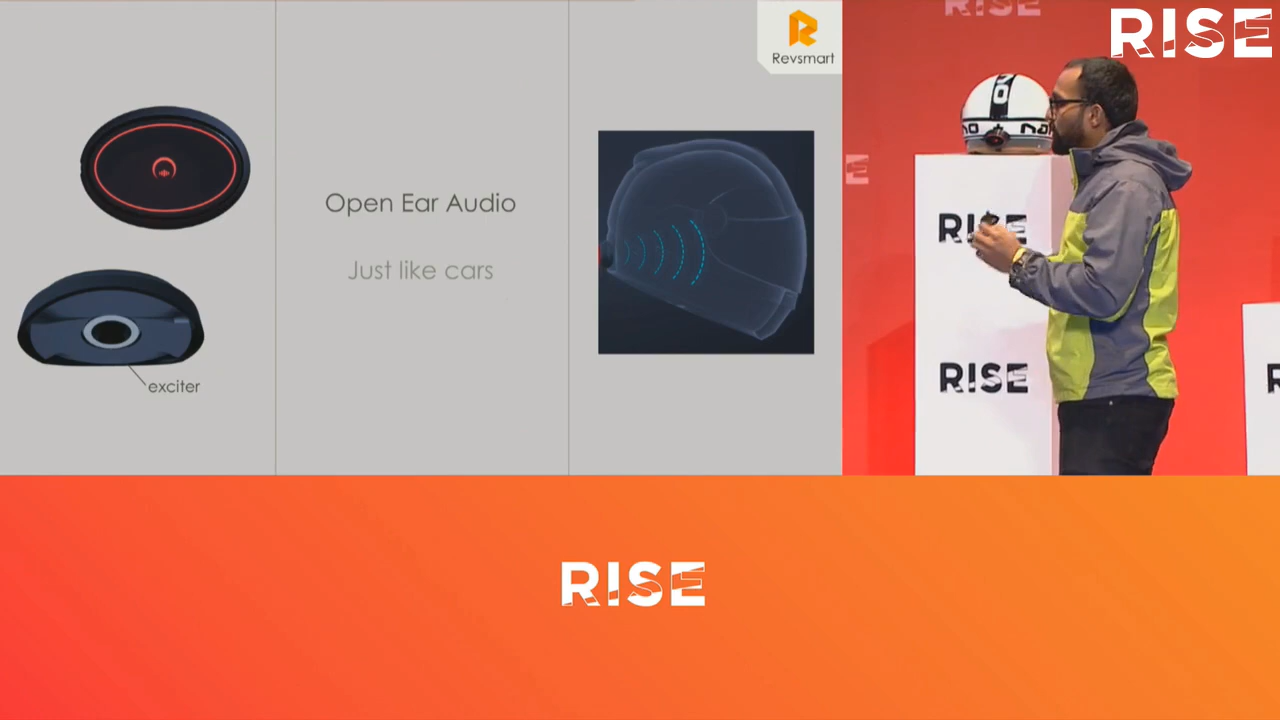 Revsmart
Open Ear Audio
Just like cars
exciter
RISE
RISE
RISE
RISE
RISE